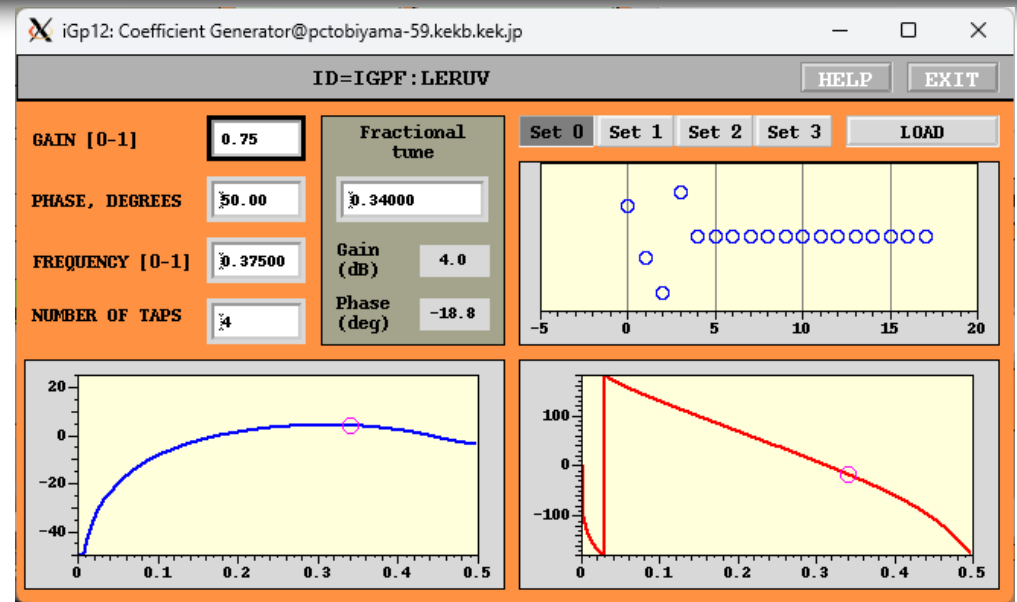 iGp12: Coefficient Generator@pctobiyama-59.kekb.kek.jp
ID=IGPF:LERUV
HELP
EXIT
GAIN [0-1]
0.75
PHASE, DEGREES
50.00
FREQUENCY [0-1]
0.37500
NUMBER OF TAPS
4
Fractional
tune
0.34000
Gain
(dB)
4.0
Phase
(deg)
-18.8
Set 0
Set 1
Set 2
Set 3
LOAD
-5 0 5 10 15 20
20
0
-20
-40
0 0.1 0.2 0.3 0.4 0.5
100
0
-100
0 0.1 0.2 0.3 0.4 0.5